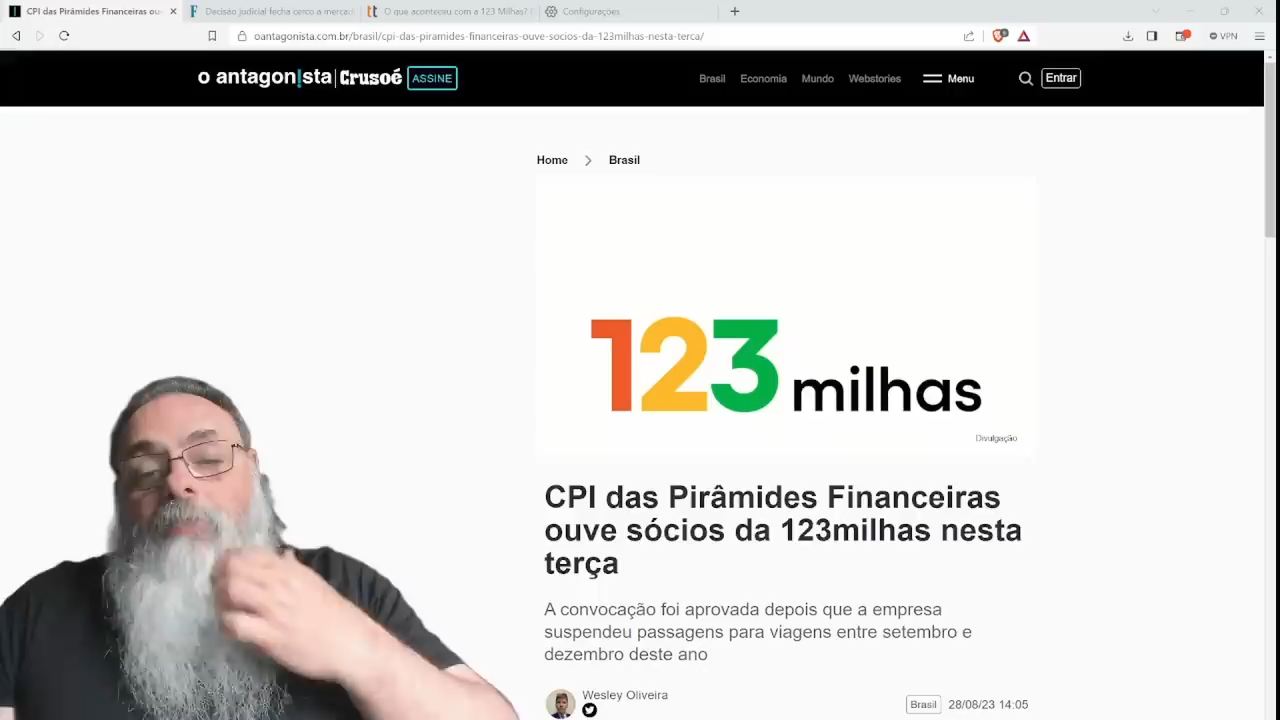 CPI das Pirâmides Financeiras ou
Decisão judicial fecha cerco a mercad
O que aconteceu com a 123 Milhas?
Configurações
oantagonista.com.br/brasil/cpi-das-piramides-financeiras-ouve-socios-da-123milhas-nesta-terca/
VPN
o antagonista|Crusoé ASSINE
Brasil Economia Mundo Webstories Menu Entrar
Home > Brasil
123 milhas
Divulgação
CPI das Pirâmides Financeiras
ouve sócios da 123milhas nesta
terça
A convocação foi aprovada depois que a empresa
suspendeu passagens para viagens entre setembro e
dezembro deste ano
Wesley Oliveira
Brasil 28/08/23 14:05